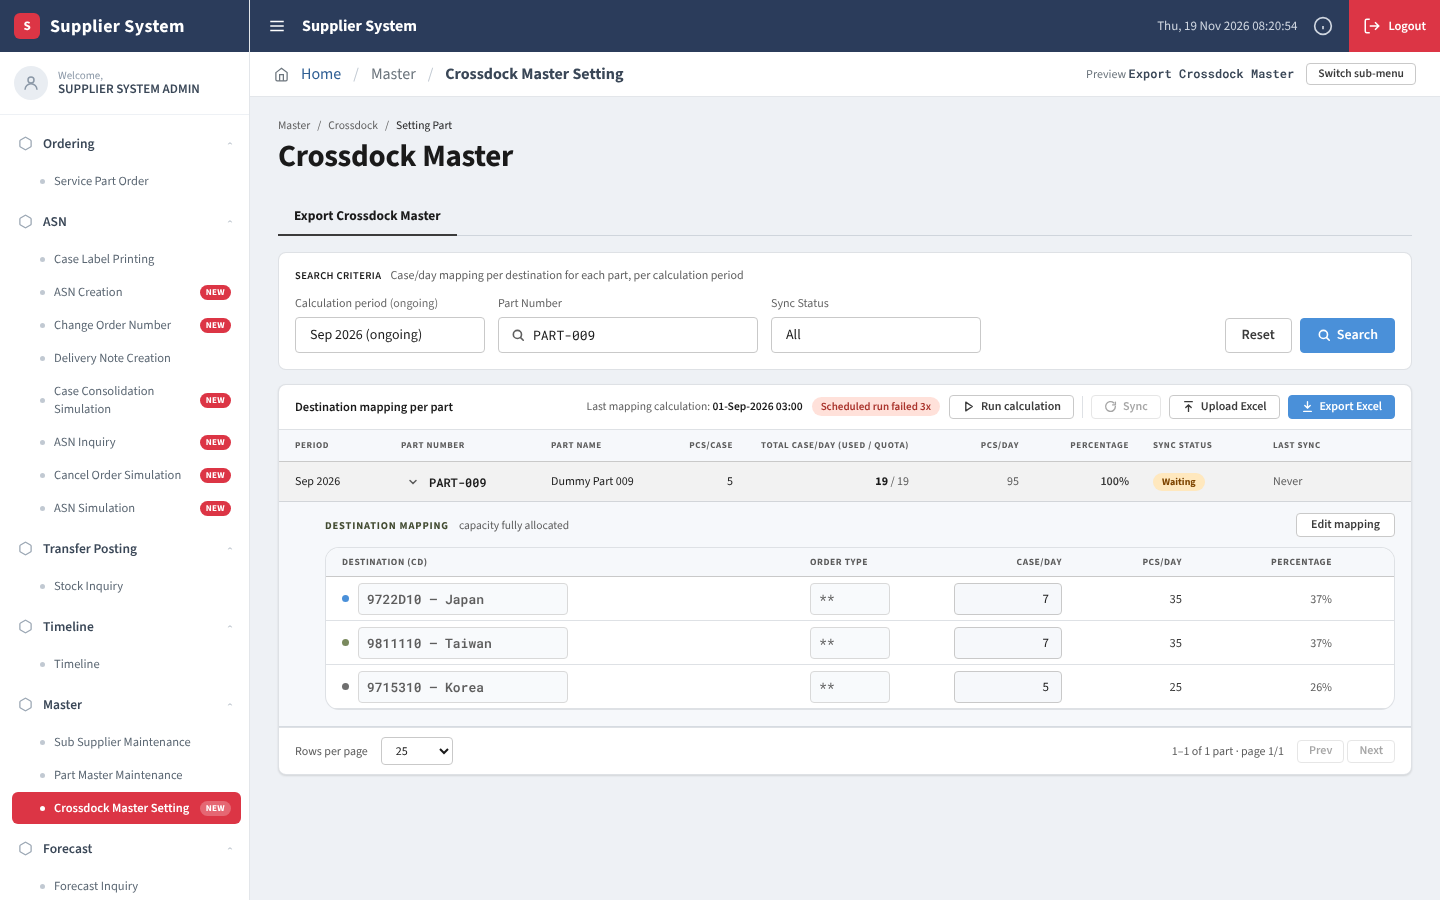 S Supplier System
Supplier System
Thu, 19 Nov 2026 08:20:54
Logout
Welcome,
SUPPLIER SYSTEM ADMIN
Home / Master / Crossdock Master Setting
Preview Export Crossdock Master
Switch sub-menu
Ordering
Service Part Order
ASN
Case Label Printing
ASN Creation NEW
Change Order Number NEW
Delivery Note Creation
Case Consolidation
Simulation NEW
ASN Inquiry NEW
Cancel Order Simulation NEW
ASN Simulation NEW
Transfer Posting
Stock Inquiry
Timeline
Timeline
Master
Sub Supplier Maintenance
Part Master Maintenance
Crossdock Master Setting NEW
Forecast
Forecast Inquiry
Master / Crossdock / Setting Part
Crossdock Master
Export Crossdock Master
SEARCH CRITERIA Case/day mapping per destination for each part, per calculation period
Calculation period (ongoing) Part Number Sync Status
Sep 2026 (ongoing) PART-009 All Reset Search
Destination mapping per part Last mapping calculation: 01-Sep-2026 03:00 Scheduled run failed 3x Run calculation Sync Upload Excel Export Excel
PERIOD PART NUMBER PART NAME PCS/CASE TOTAL CASE/DAY (USED / QUOTA) PCS/DAY PERCENTAGE SYNC STATUS LAST SYNC
Sep 2026 PART-009 Dummy Part 009 5 19 / 19 95 100% Waiting Never
DESTINATION MAPPING capacity fully allocated Edit mapping
DESTINATION (CD) ORDER TYPE CASE/DAY PCS/DAY PERCENTAGE
9722D10 – Japan ** 7 35 37%
9811110 – Taiwan ** 7 35 37%
9715310 – Korea ** 5 25 26%
Rows per page 25 1–1 of 1 part · page 1/1 Prev Next